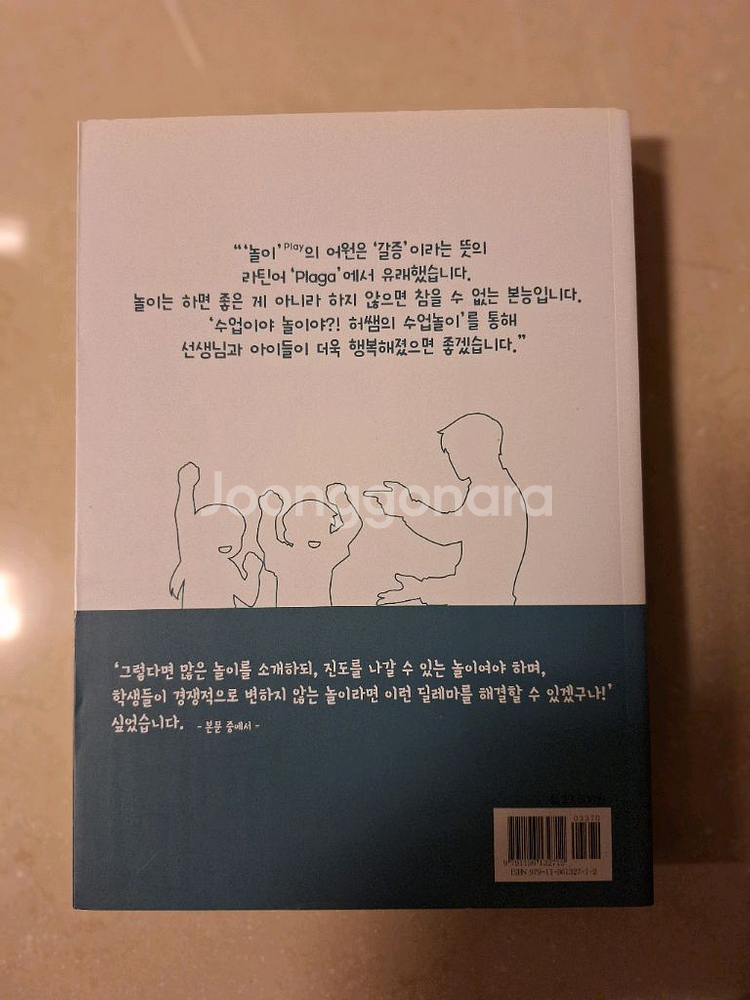 “‘놀이’Play의 어원은 ‘갈증’이라는 뜻의
라틴어 ‘Plaga’에서 유래했습니다.
놀이는 하면 좋은 게 아니라 하지 않으면 참을 수 없는 본능입니다.
‘수업이야 놀이야?! 허쌤의 수업놀이’를 통해
선생님과 아이들이 더욱 행복해졌으면 좋겠습니다.”
Joonggonara
‘그렇다면 많은 놀이를 소개하되, 진도를 나갈 수 있는 놀이여야 하며,
학생들이 경쟁적으로 변하지 않는 놀이라면 이런 딜레마를 해결할 수 있겠구나!’
싶었습니다. - 본문 중에서 -
03370
ISBN 979-11-961327-1-2